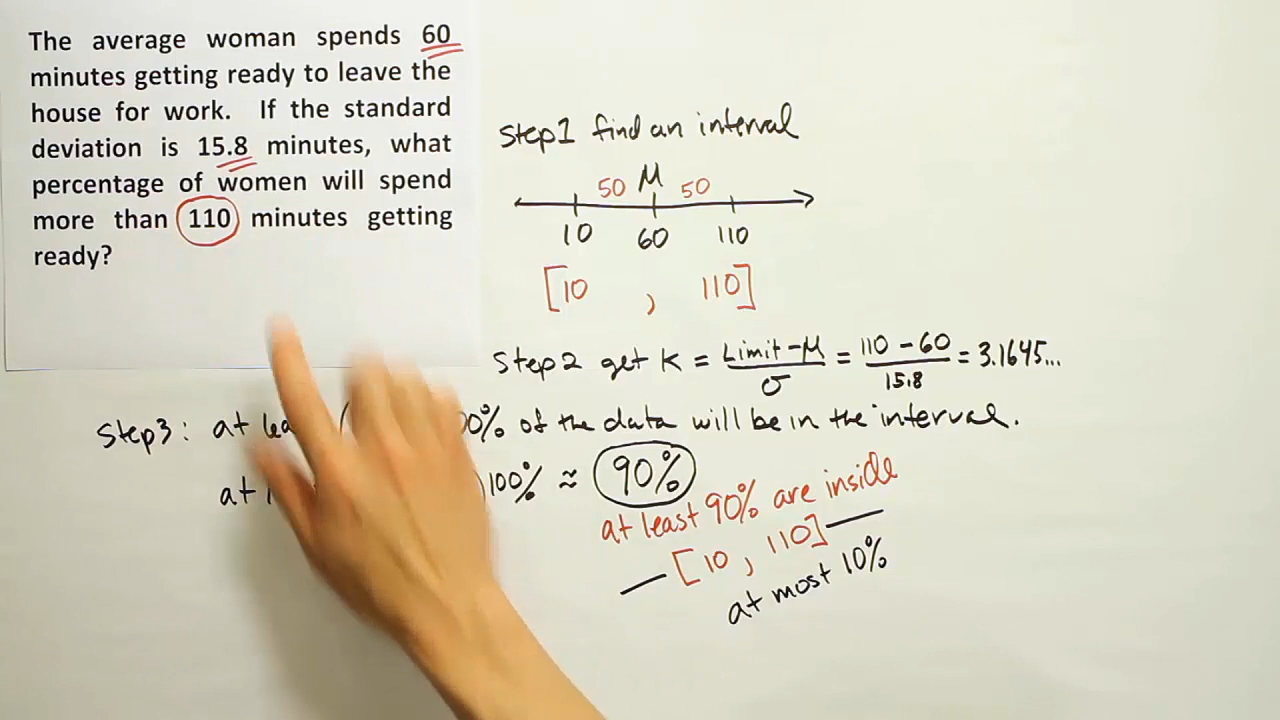 The average woman spends 60
minutes getting ready to leave the
house for work. If the standard
deviation is 15.8 minutes, what
percentage of women will spend
more than 110 minutes getting
ready?
Step1 find an interval
50 M 50
10 60 110
[10 , 110]
Step2 get K = Limit-M/σ = 110-60/15.8 = 3.1645...
Step3: at % of the data will be in the interval.
at 100% ≈ 90%
at least 90% are inside
[10, 110]
at most 10%